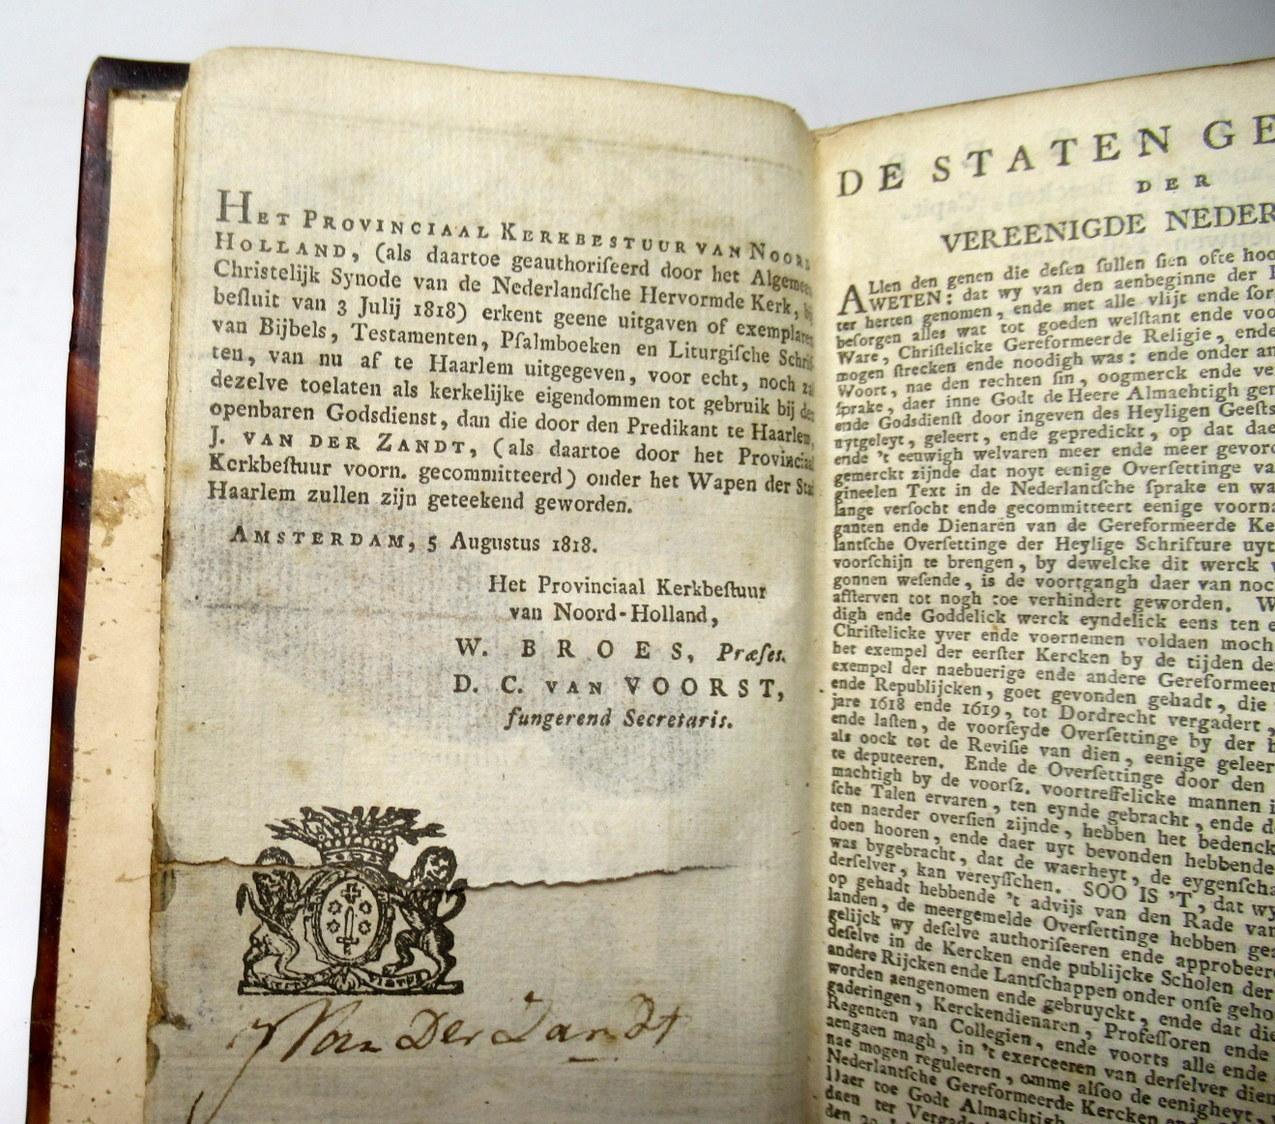 HET PROVINCIAAL KERKBESTUUR VAN NOORD
HOLLAND, (als daartoe geauthoriſeerd door het Algemeen
Christelijk Synode van de Nederlandſche Hervormde Kerk, bij
beſluit van 3 Julij 1818) erkent geene uitgaven of exemplaren
van Bijbels, Testamenten, Pſalmboeken en Liturgiſche Schrif
ten, van nu af te Haarlem uitgegeven, voor echt, noch zal
dezelve toelaten als kerkelijke eigendommen tot gebruik bij den
openbaren Godsdienst, dan die door den Predikant te Haarlem,
J. VAN DER ZANDT, (als daartoe door het Provinciaal
Kerkbeſtuur voorn. gecommitteerd) onder het Wapen der Stad
Haarlem zullen zijn geteekend geworden.
AMSTERDAM, 5 Augustus 1818.
Het Provinciaal Kerkbeſtuur
van Noord-Holland,
W. BROES, Præſes.
D. C. VAN VOORST,
fungerend Secretaris.
J Van Der Zandt
DE STATEN GE
DER
VEREENIGDE NEDER
ALlen den genen die deſen ſullen ſien ofte hoo
WETEN: dat wy van den aenbeginne der
ter herten genomen, ende met alle vlijt ende ſor
beſorgen alles wat tot goeden welſtant ende voo
Ware, Chriſtelicke Gereformeerde Religie, ende
mogen ſtrecken ende noodigh was: ende onder an
Woort, nae den rechten ſin, oogmerck ende ve
ſprake, daer inne Godt de Heere Almachtigh ger
ende Godsdienſt door ingeven des Heyligen Geeſts
uytgeleyt, geleert, ende gepredickt, op dat dae
ende 't eeuwigh welvaren meer ende meer gevord
gemerckt zijnde dat noyt eenige Overſettinge va
gineelen Text in de Nederlantſche ſprake en wa
lange verſocht ende gecommitteert eenige voorna
ganten ende Dienaren van de Gereformeerde Ke
lantſche Overſettinge der Heylige Schrifture uyt
voorſchijn te brengen, by dewelcke dit werck
gonnen weſende, is de voortgangh daer van noc
afſterven tot nogh toe verhindert geworden. W
digh ende Goddelick werck eyndelick eens ten e
Chriſtelicke yver ende voornemen voldaen moch
het exempel der eerſter Kercken by de tijden de
exempel der naebuerige ende andere Gereformeer
ende Republijcken, goet gevonden gehadt, die
jare 1618 ende 1619, tot Dordrecht vergadert,
ende laſten, de voorſeyde Overſettinge by der h
als oock tot de Reviſie van dien, eenige geleer
te deputeeren. Ende de Overſettinge door den
machtigh by de voorſz. voortreffelicke mannen i
ſche Talen ervaren, ten eynde gebracht, ende d
ten naerder overſien zijnde, hebben het bedenck
doen hooren, ende daer uyt bevonden hebbende
was bygebracht, dat de waerheyt, de eygenſcha
derſelver, kan vereyſſchen. SOO IS 'T, dat wy
op gehadt hebbende 't advijs van den Rade van
landen, de meergemelde Overſettinge hebben gea
gelijck wy deſelve authoriſeeren ende approbeer
deſelve in de Kercken ende publijcke Scholen der
andere Rijcken ende Lantſchappen onder onſe geho
worden aengenomen ende gebruyckt, ende dat die
gaderingen, Kerckendienaren, Profeſſoren ende
Regenten van Collegien, ende voorts alle ende
aengaen magh, in 't exerceeren van derſelver dien
nae mogen reguleeren, omme alſoo de eenigheyt,
Nederlantſche Gereformeerde Kercken ende
Daer toe Godt Almachtigh
daen ter Vergad